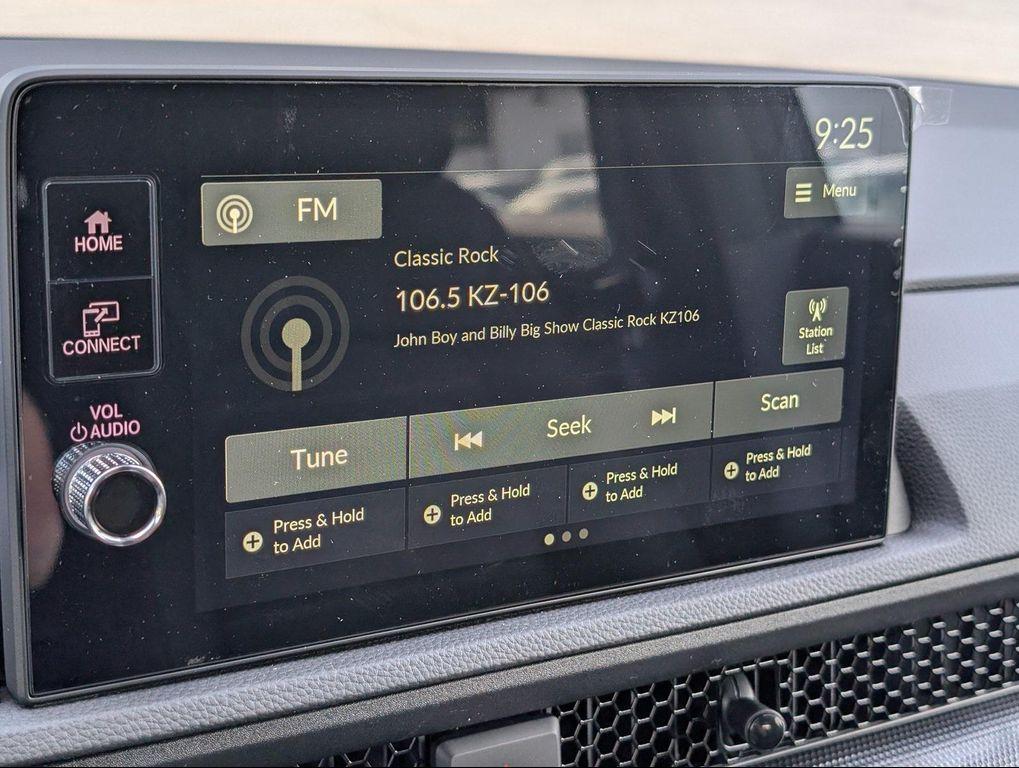 9:25
FM
Menu
HOME
Classic Rock
106.5 KZ-106
John Boy and Billy Big Show Classic Rock KZ106
CONNECT
Station
List
VOL
AUDIO
Tune
Seek
Scan
Press & Hold
to Add
Press & Hold
to Add
Press & Hold
to Add
Press & Hold
to Add